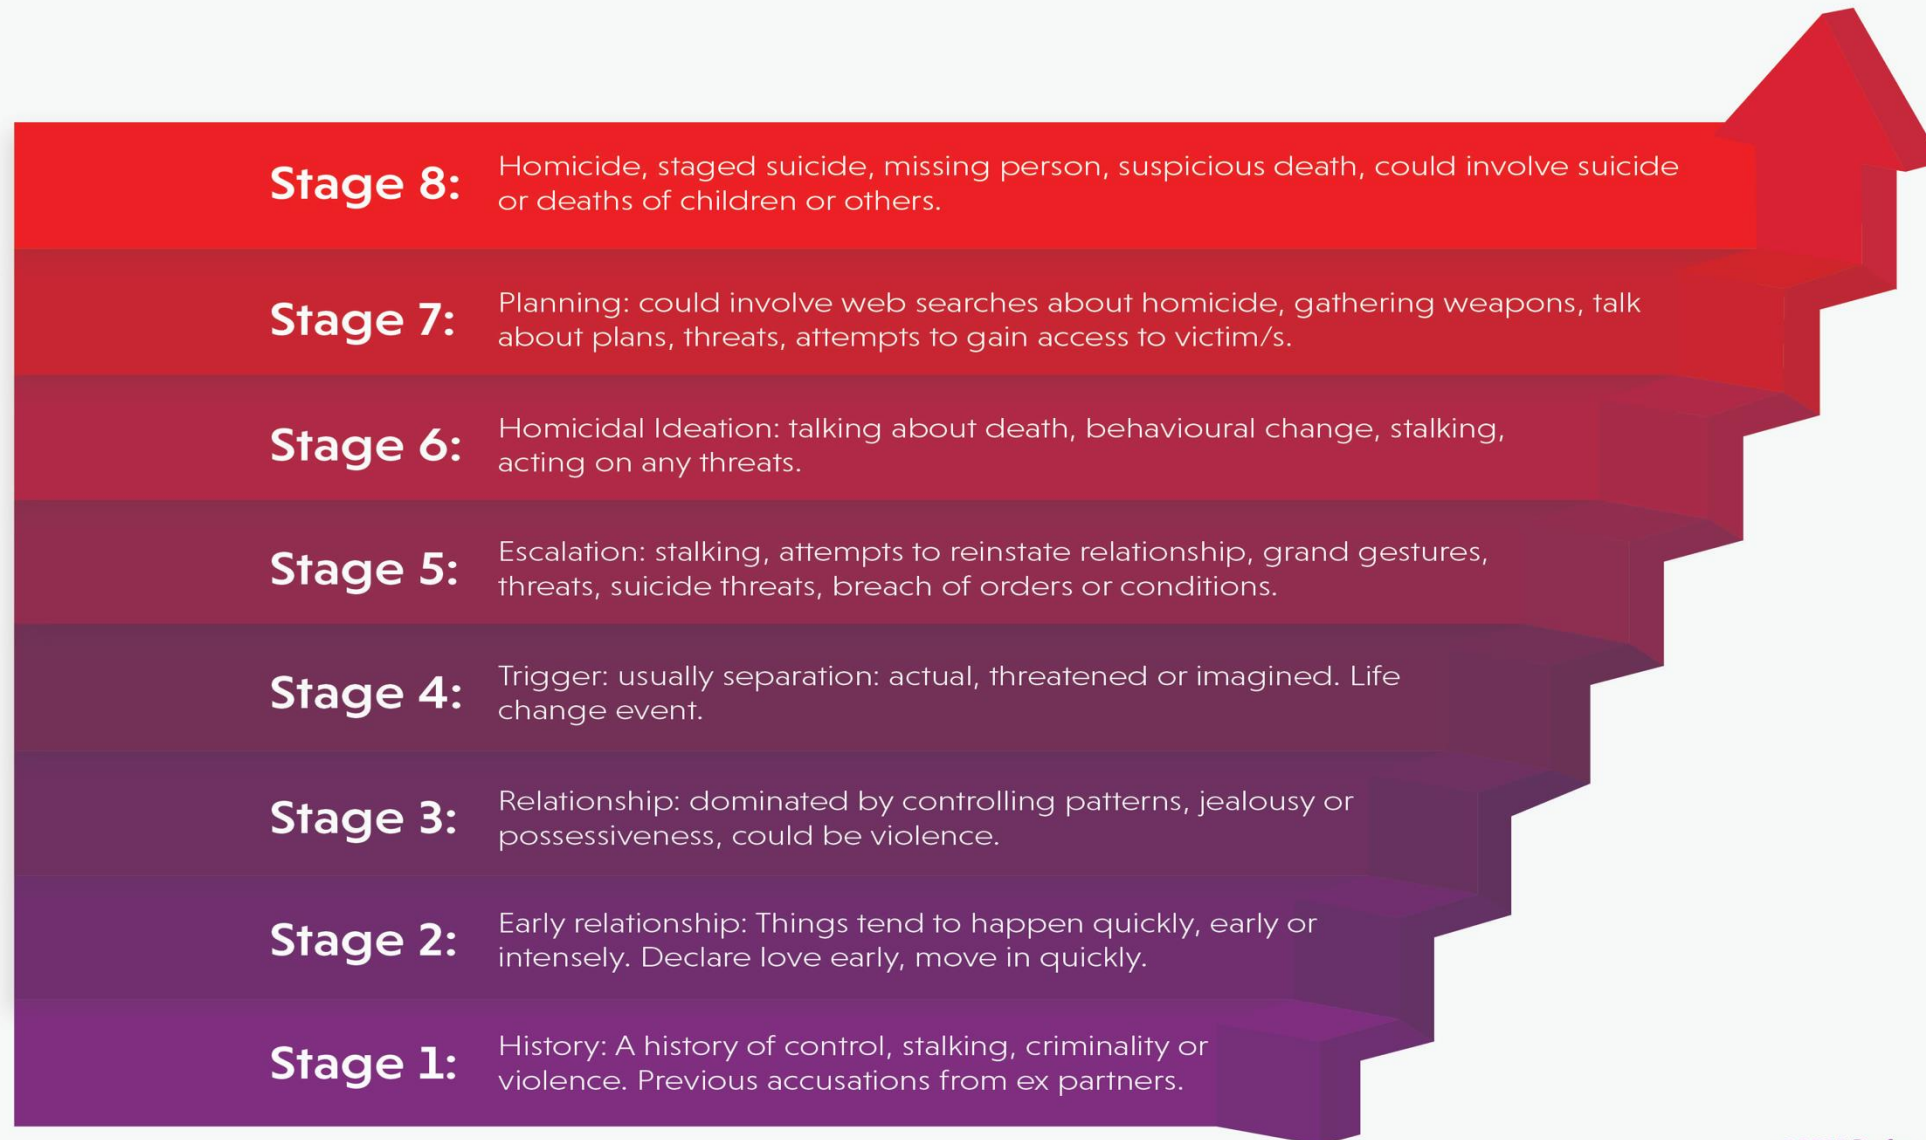 Stage 8:
Homicide, staged suicide, missing person, suspicious death, could involve suicide
or deaths of children or others.
Stage 7:
Planning: could involve web searches about homicide, gathering weapons, talk
about plans, threats, attempts to gain access to victim/s.
Stage 6:
Homicidal Ideation: talking about death, behavioural change, stalking,
acting on any threats.
Stage 5:
Escalation: stalking, attempts to reinstate relationship, grand gestures,
threats, suicide threats, breach of orders or conditions.
Stage 4:
Trigger: usually separation: actual, threatened or imagined. Life
change event.
Stage 3:
Relationship: dominated by controlling patterns, jealousy or
possessiveness, could be violence.
Stage 2:
Early relationship: Things tend to happen quickly, early or
intensely. Declare love early, move in quickly.
Stage 1:
History: A history of control, stalking, criminality or
violence. Previous accusations from ex partners.